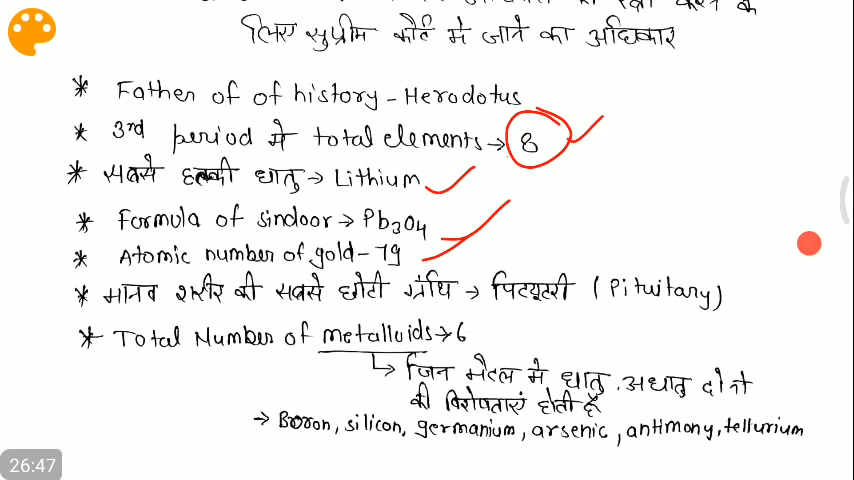 लिए सुप्रीम कोर्ट मे जाने का अधिकार
* Father of of history - Herodotus
* 3rd period मे total elements → 8
* सबसे हल्की धातु → Lithium
* Formula of sindoor → Pb3O4
* Atomic number of gold - 79
* मानव शरीर की सबसे छोटी ग्रंथि → पिट्यूटरी (Pituitary)
* Total Number of metalloids → 6
↳ जिन मैटल मे धातु. अधातु दोनो
की विशेषताएं होती है
→ Boron, silicon, germanium, arsenic, antimony, tellurium
26:47